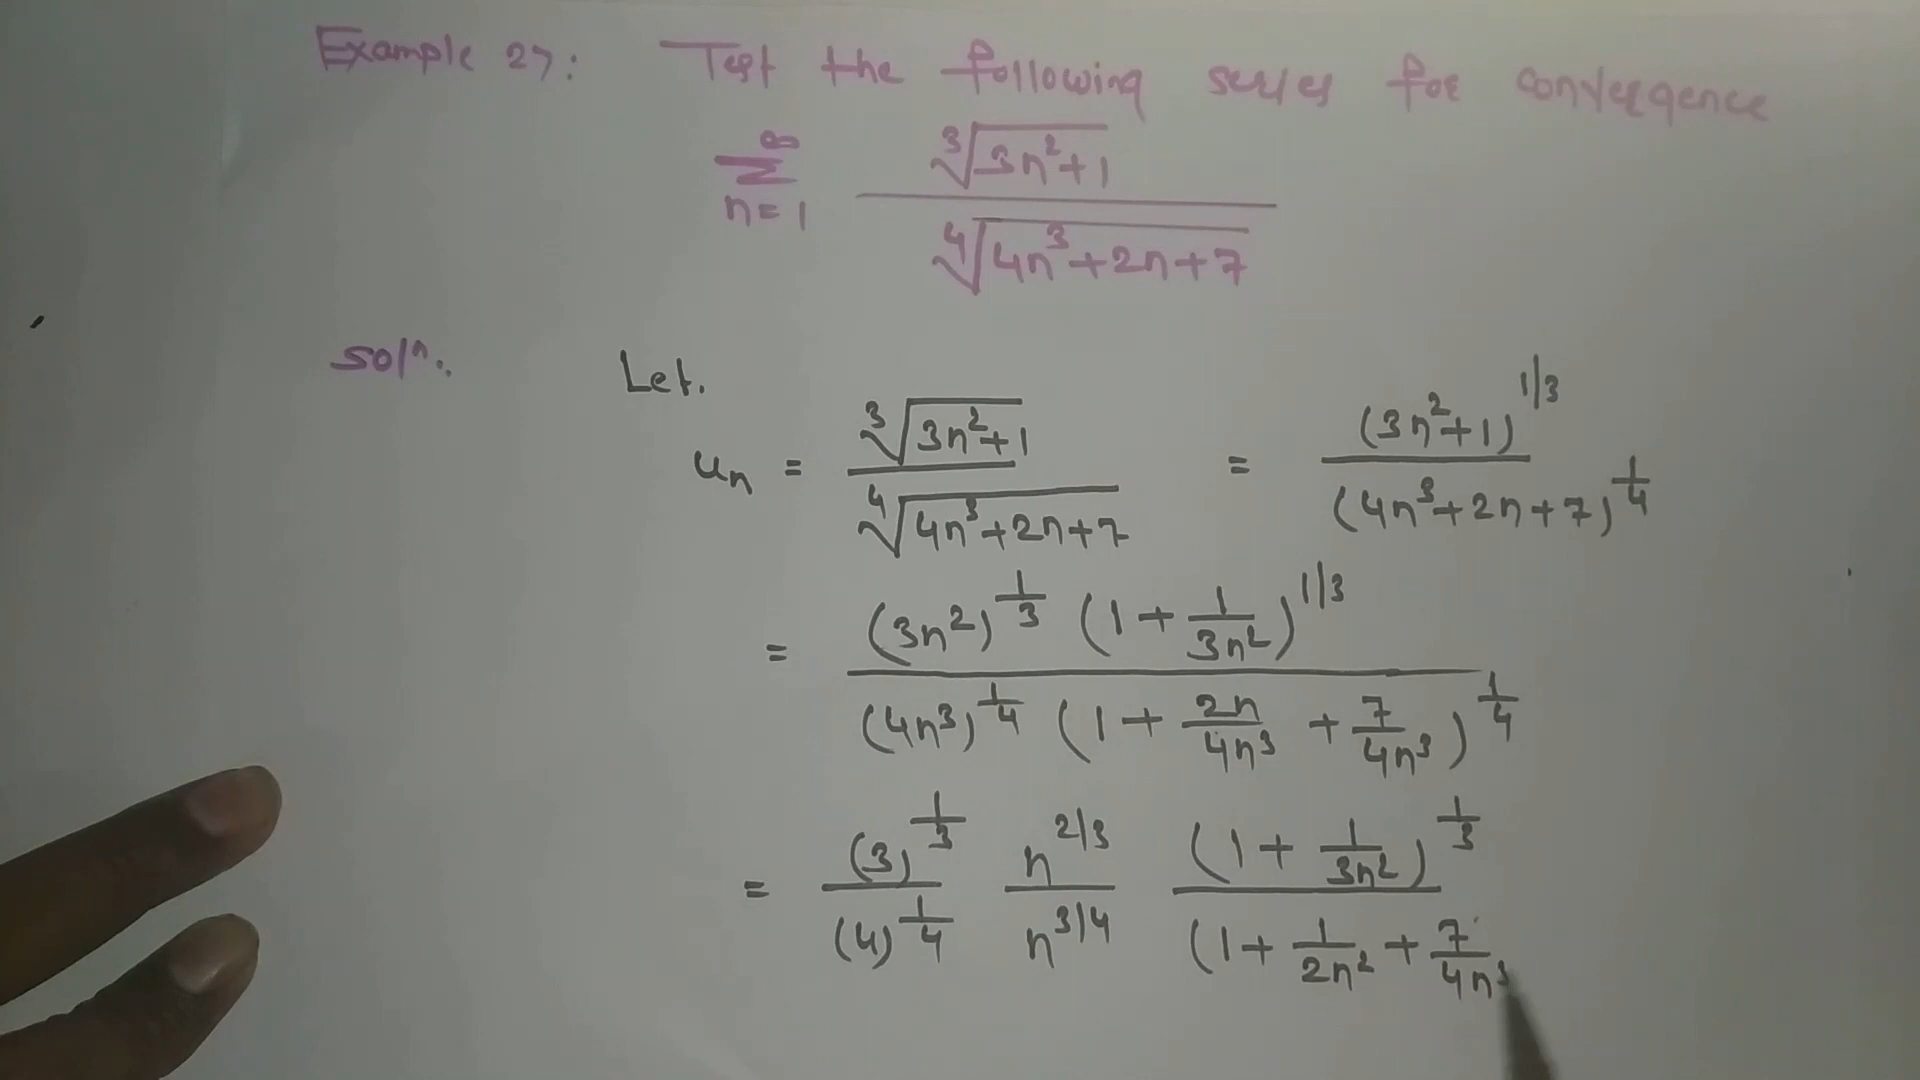 Example 27: Test the following series for convergence
∞∑n=1 ∛(3n²+1) / ∜(4n³+2n+7)
Solⁿ. Let.
uₙ = ∛(3n²+1) / ∜(4n³+2n+7) = (3n²+1)^1/3 / (4n³+2n+7)^1/4
= (3n²)^1/3 (1+1/3n²)^1/3 / (4n³)^1/4 (1+2n/4n³+7/4n³)^1/4
= (3)^1/3/(4)^1/4 n^2/3/n^3/4 (1+1/3n²)^1/3/(1+1/2n²+7/4n³